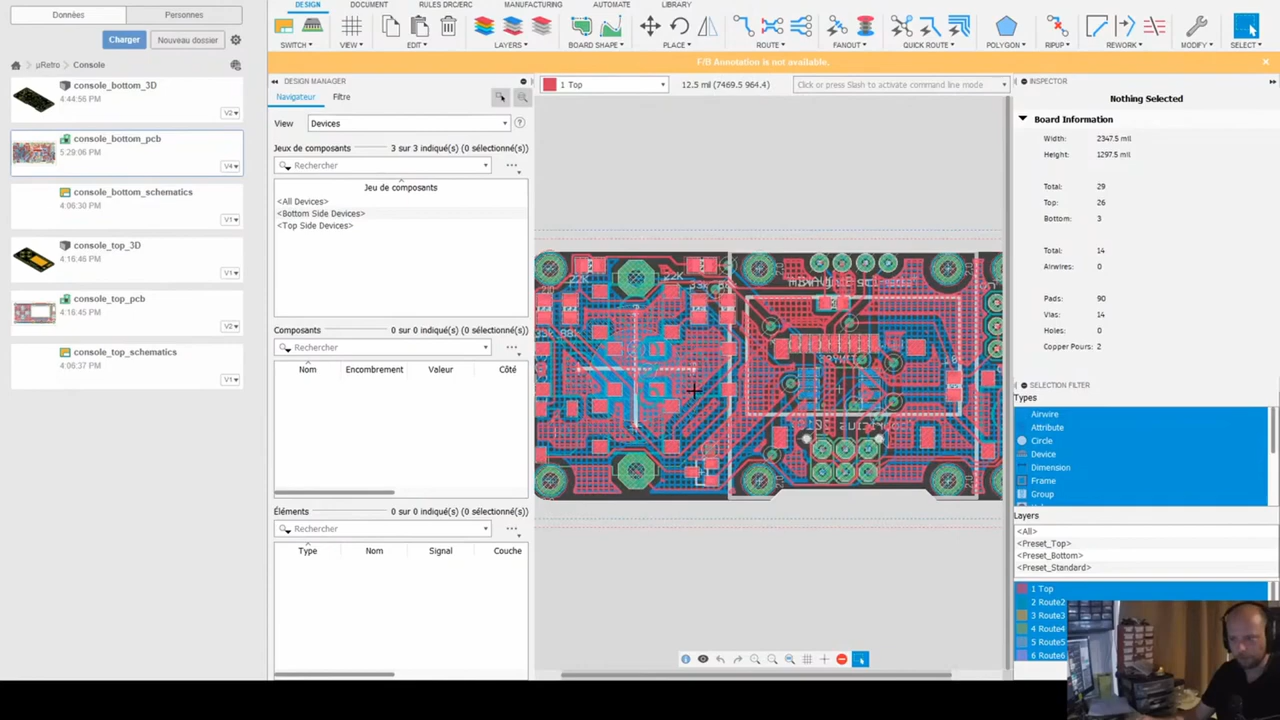 Données
Personnes
Charger
Nouveau dossier
µRetro > Console
console_bottom_3D
4:44:56 PM
V2
console_bottom_pcb
5:29:06 PM
V4
console_bottom_schematics
4:06:30 PM
V1
console_top_3D
4:16:46 PM
V1
console_top_pcb
4:16:45 PM
V2
console_top_schematics
4:06:37 PM
V1
DESIGN
DOCUMENT
RULES DRC/ERC
MANUFACTURING
AUTOMATE
LIBRARY
SWITCH
VIEW
EDIT
LAYERS
BOARD SHAPE
PLACE
ROUTE
FANOUT
QUICK ROUTE
POLYGON
RIPUP
REWORK
MODIFY
SELECT
F/B Annotation is not available.
DESIGN MANAGER
Navigateur
Filtre
View
Devices
Jeux de composants
3 sur 3 indiqué(s) (0 sélectionné(s))
Rechercher
Jeu de composants
<All Devices>
<Bottom Side Devices>
<Top Side Devices>
Composants
0 sur 0 indiqué(s) (0 sélectionné(s))
Rechercher
Nom
Encombrement
Valeur
Côté
Éléments
0 sur 0 indiqué(s) (0 sélectionné(s))
Rechercher
Type
Nom
Signal
Couche
1 Top
12.5 mil (7469.5 964.4)
Click or press Slash to activate command line mode
22K
22K
33k
INSPECTOR
Nothing Selected
Board Information
Width:
2347.5 mil
Height:
1297.5 mil
Total:
29
Top:
26
Bottom:
3
Total:
14
Airwires:
0
Pads:
90
Vias:
14
Holes:
0
Copper Pours:
2
SELECTION FILTER
Types
Airwire
Attribute
Circle
Device
Dimension
Frame
Group
Layers
<All>
<Preset_Top>
<Preset_Bottom>
<Preset_Standard>
1 Top
2 Route2
3 Route3
4 Route4
5 Route5
6 Route6